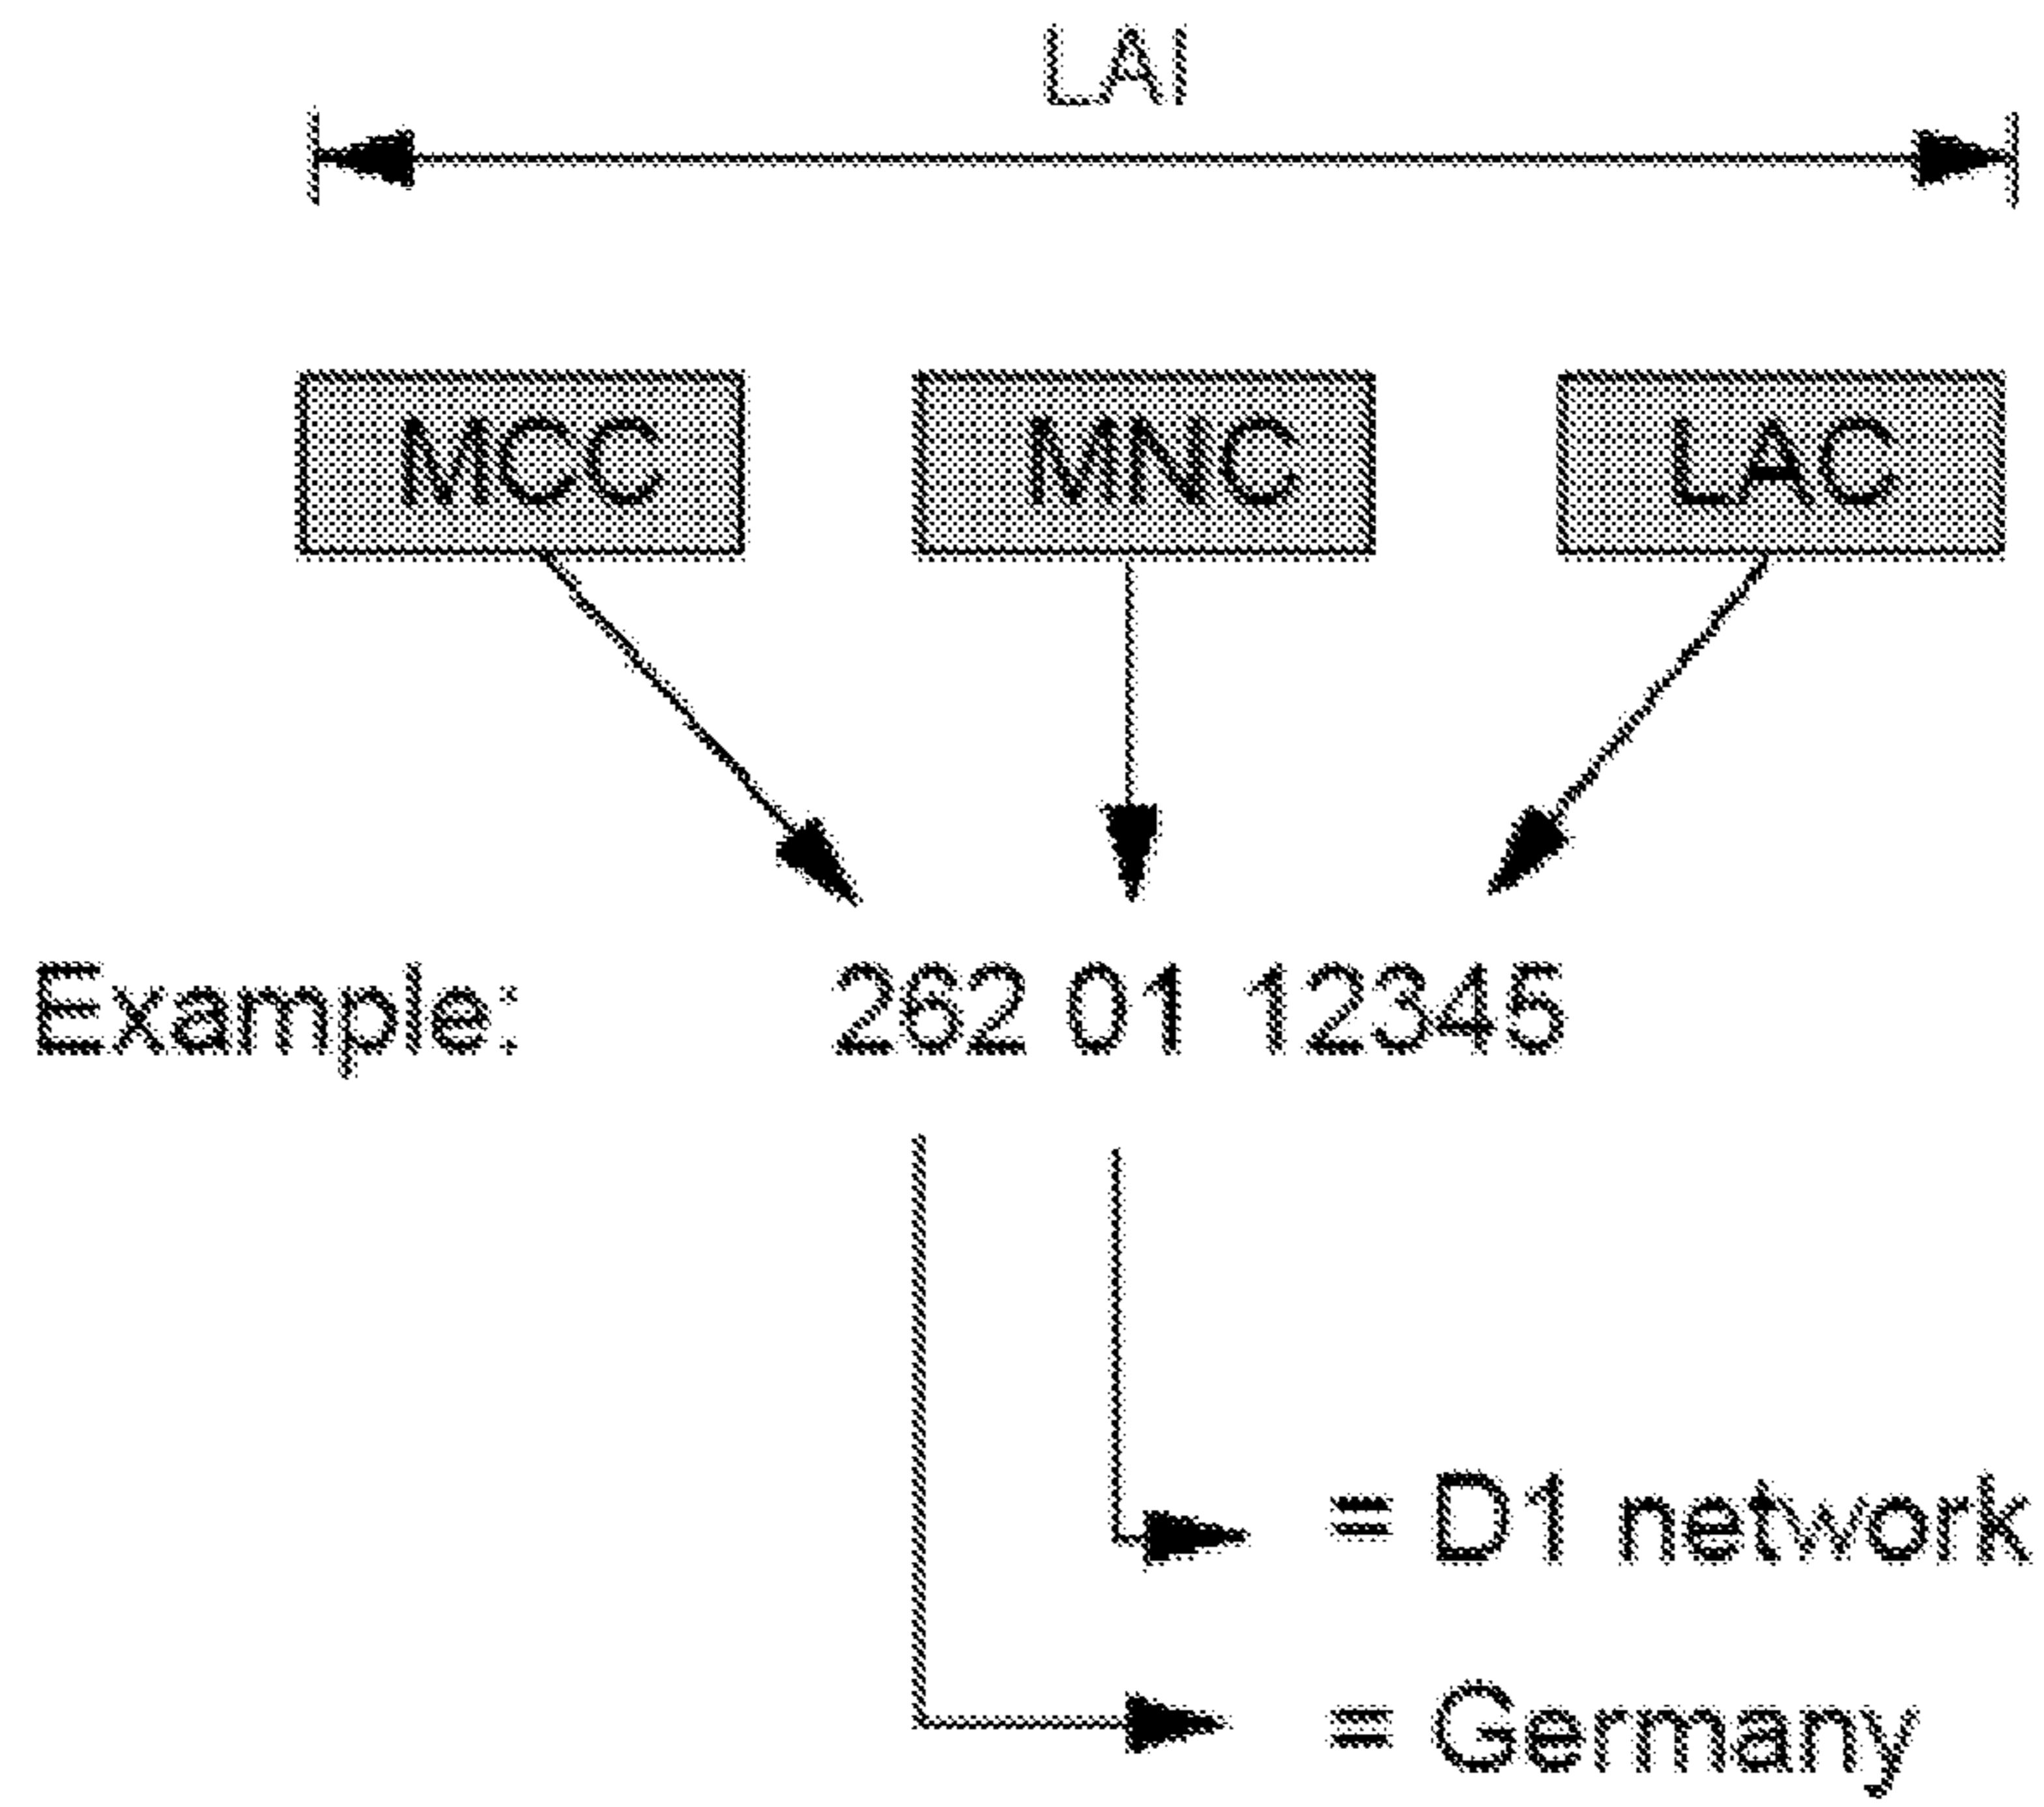 LAI
MCC MNC LAC
Example: 262 01 12345
= D1 network
= Germany